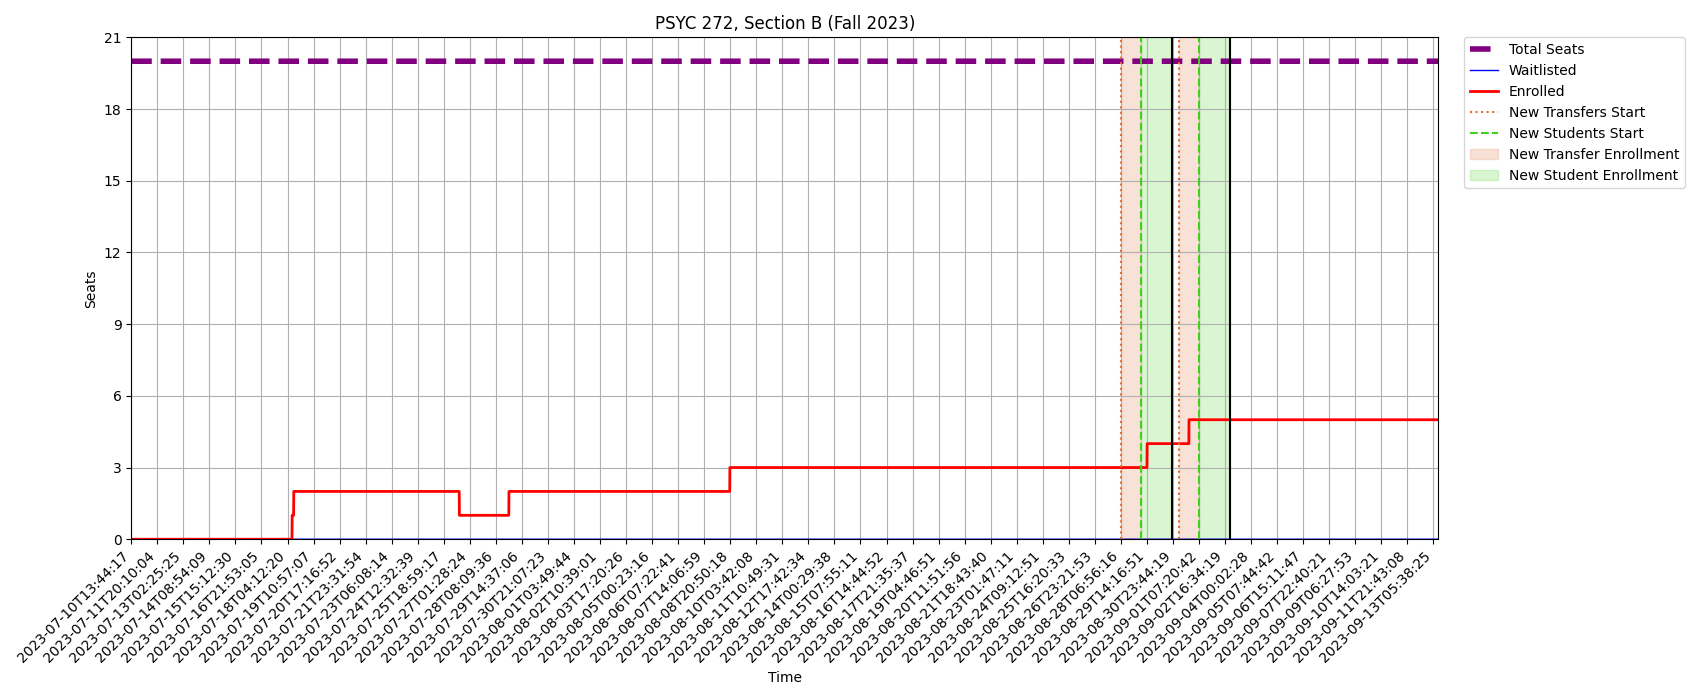 PSYC 272, Section B (Fall 2023)
21
18
15
12
9
6
3
0
Seats
Total Seats
Waitlisted
Enrolled
New Transfers Start
New Students Start
New Transfer Enrollment
New Student Enrollment
2023-07-10T13:44:17
2023-07-11T20:10:04
2023-07-13T02:25:25
2023-07-14T08:54:09
2023-07-15T15:12:30
2023-07-16T21:53:05
2023-07-18T04:12:20
2023-07-19T10:57:07
2023-07-20T17:16:52
2023-07-21T23:31:54
2023-07-23T06:08:14
2023-07-24T12:32:39
2023-07-25T18:59:17
2023-07-27T01:28:24
2023-07-28T08:09:36
2023-07-29T14:37:06
2023-07-30T21:07:23
2023-08-01T03:49:44
2023-08-02T10:39:01
2023-08-03T17:20:26
2023-08-05T00:23:16
2023-08-06T07:22:41
2023-08-07T14:06:59
2023-08-08T20:50:18
2023-08-10T03:42:08
2023-08-11T10:49:31
2023-08-12T17:42:34
2023-08-14T00:29:38
2023-08-15T07:55:11
2023-08-16T14:44:52
2023-08-17T21:35:37
2023-08-19T04:46:51
2023-08-20T11:51:56
2023-08-21T18:43:40
2023-08-23T01:47:11
2023-08-24T09:12:51
2023-08-25T16:20:33
2023-08-26T23:21:53
2023-08-28T06:56:16
2023-08-29T14:16:51
2023-08-30T23:44:19
2023-09-01T07:20:42
2023-09-02T16:34:19
2023-09-04T00:02:28
2023-09-05T07:44:42
2023-09-06T15:11:47
2023-09-07T22:40:21
2023-09-09T06:27:53
2023-09-10T14:03:21
2023-09-11T21:43:08
2023-09-13T05:38:25
Time